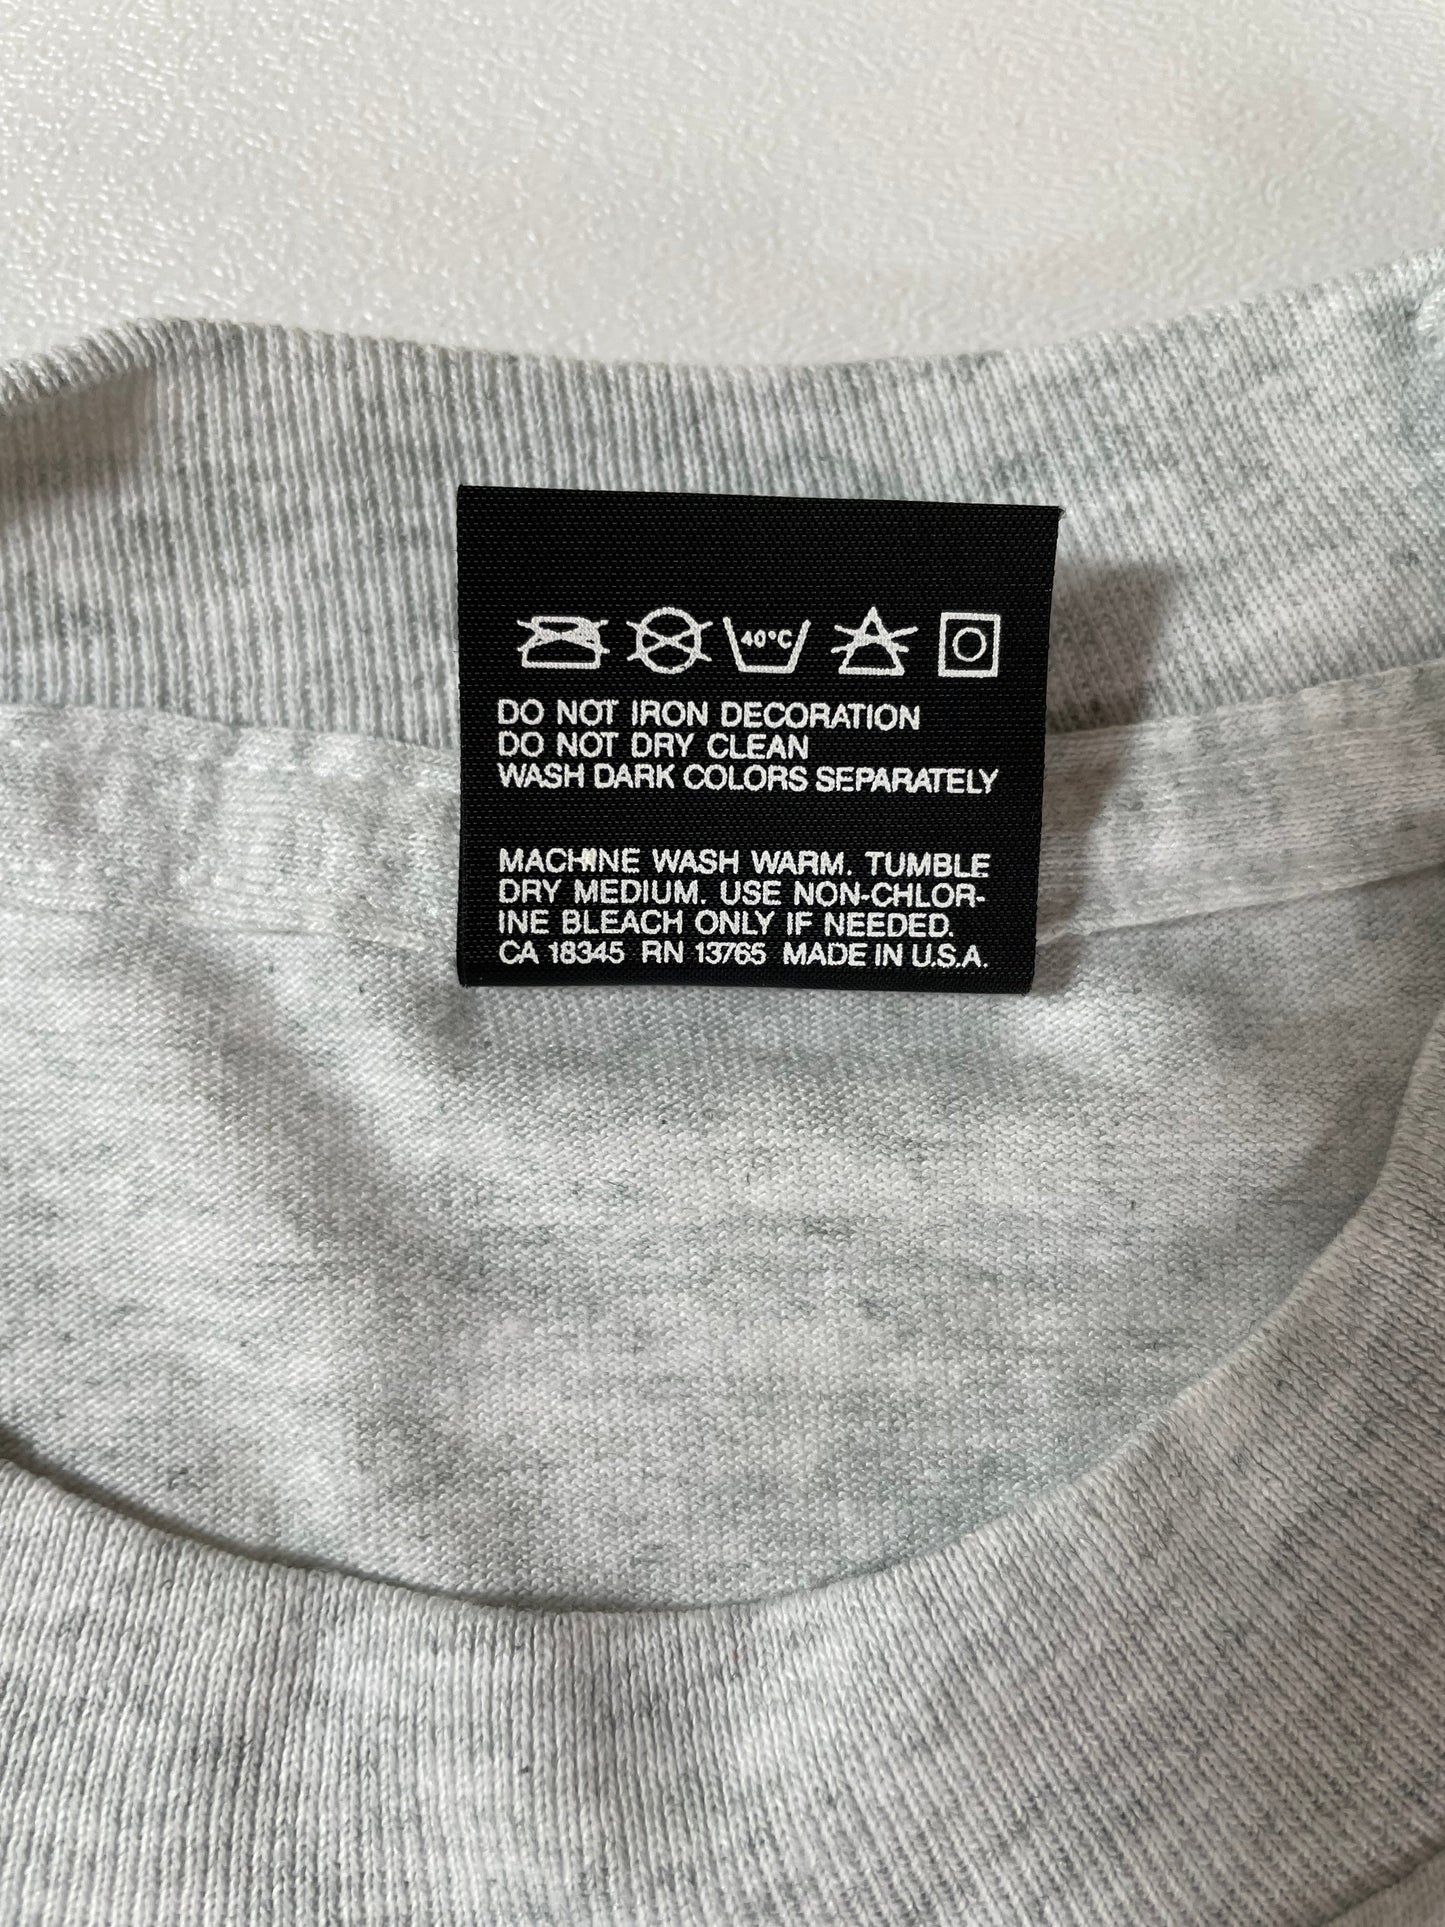 40°C
DO NOT IRON DECORATION
DO NOT DRY CLEAN
WASH DARK COLORS SEPARATELY
MACHINE WASH WARM. TUMBLE
DRY MEDIUM. USE NON-CHLOR-
INE BLEACH ONLY IF NEEDED.
CA 18345 RN 13765 MADE IN U.S.A.